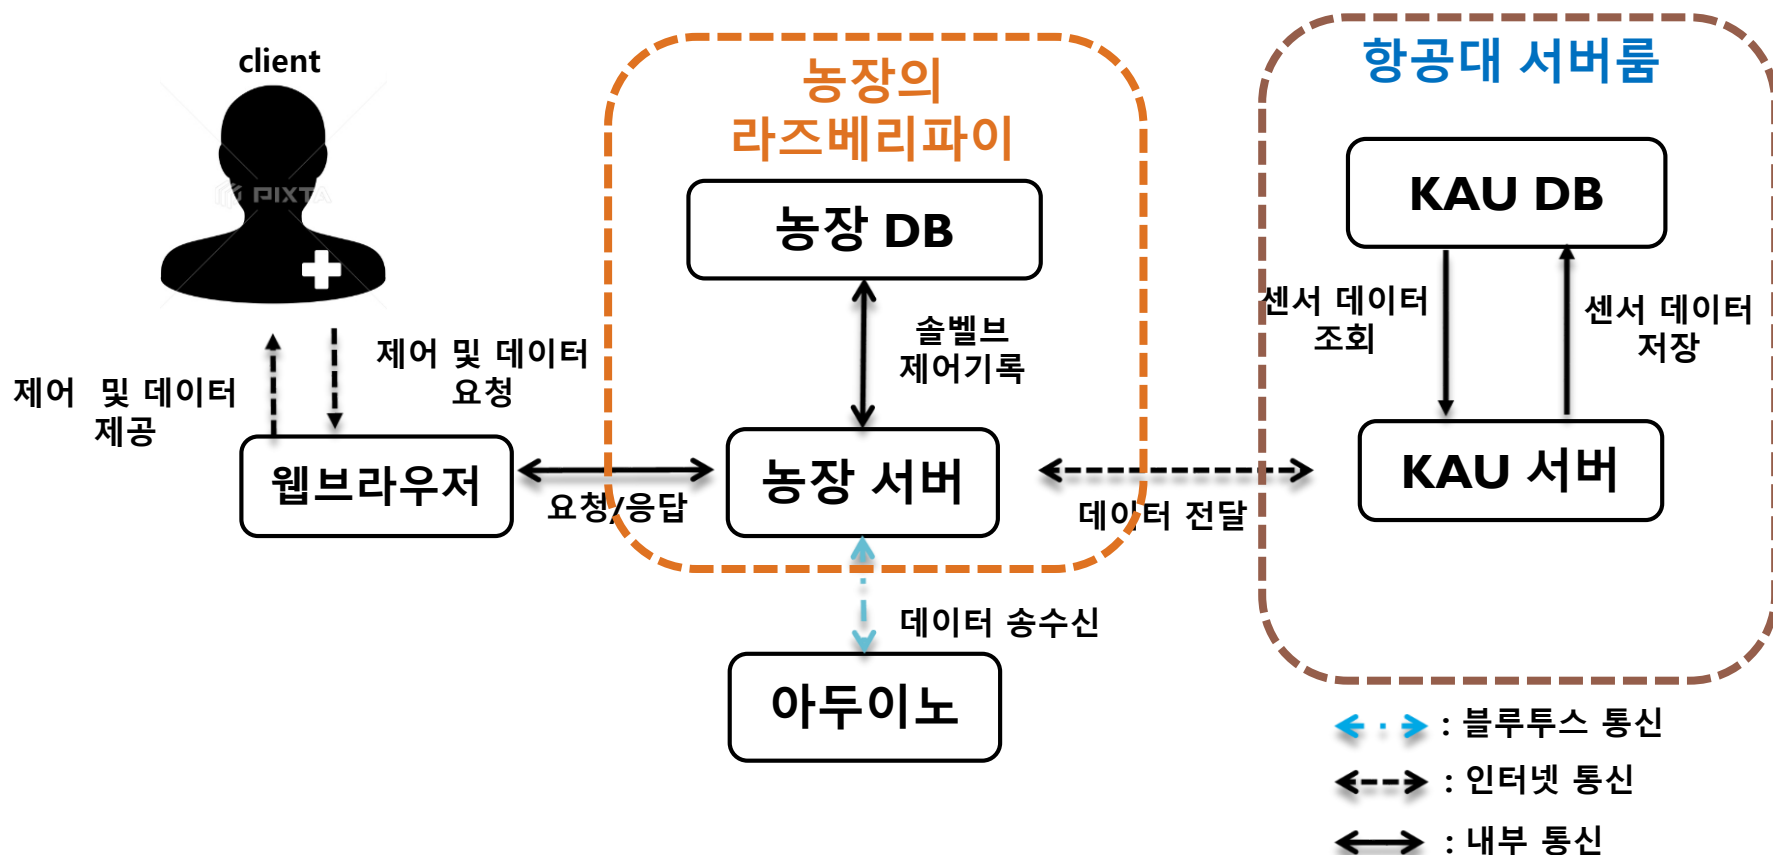 client
PIXTA
제어 및 데이터
요청
제어 및 데이터
제공
웹브라우저
요청/응답
농장의
라즈베리파이
농장 DB
솔벨브
제어기록
농장 서버
데이터 송수신
아두이노
데이터 전달
항공대 서버룸
KAU DB
센서 데이터
조회
센서 데이터
저장
KAU 서버
: 블루투스 통신
: 인터넷 통신
: 내부 통신